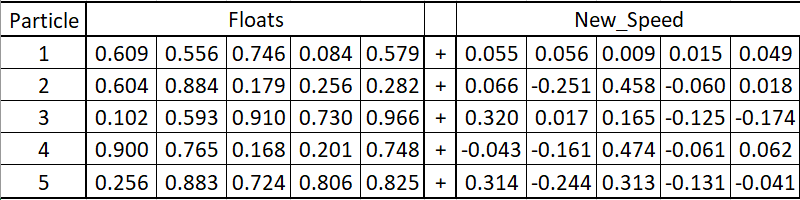 Particle Floats New_Speed
1 0.609 0.556 0.746 0.084 0.579 + 0.055 0.056 0.009 0.015 0.049
2 0.604 0.884 0.179 0.256 0.282 + 0.066 -0.251 0.458 -0.060 0.018
3 0.102 0.593 0.910 0.730 0.966 + 0.320 0.017 0.165 -0.125 -0.174
4 0.900 0.765 0.168 0.201 0.748 + -0.043 -0.161 0.474 -0.061 0.062
5 0.256 0.883 0.724 0.806 0.825 + 0.314 -0.244 0.313 -0.131 -0.041